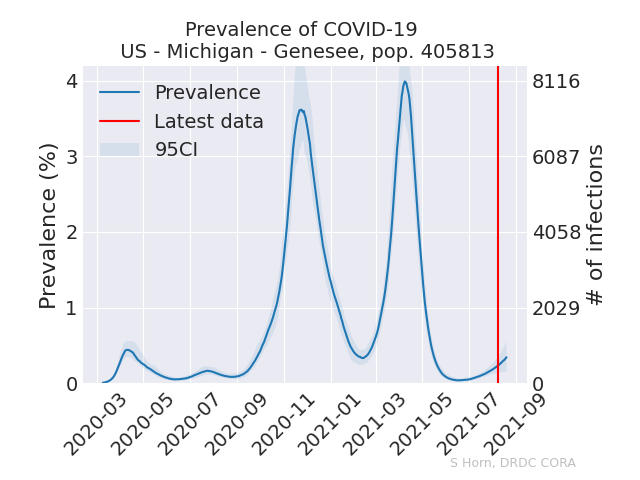 Prevalence of COVID-19
US - Michigan - Genesee, pop. 405813
Prevalence
Latest data
95CI
Prevalence (%)
4
3
2
1
0
8116
6087
4058
2029
0
# of infections
2020-03
2020-05
2020-07
2020-09
2020-11
2021-01
2021-03
2021-05
2021-07
2021-09
S Horn, DRDC CORA